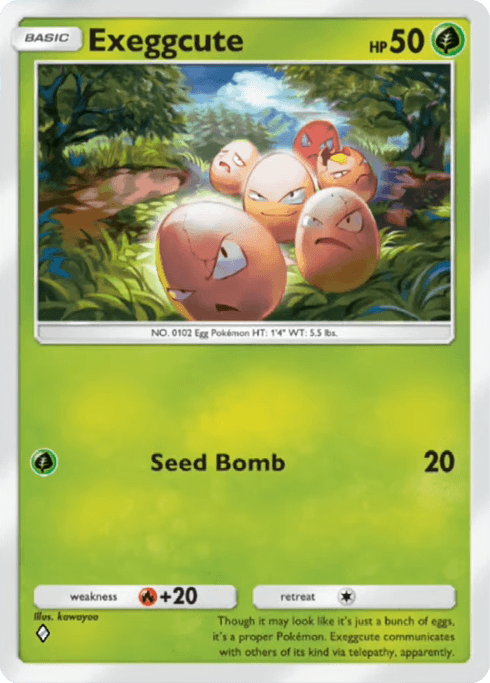 BASIC Exeggcute HP 50
NO. 0102 Egg Pokémon HT: 1'4" WT: 5.5 lbs.
Seed Bomb 20
weakness +20 retreat
Illus. kawayoo
Though it may look like it's just a bunch of eggs,
it's a proper Pokémon. Exeggcute communicates
with others of its kind via telepathy, apparently.